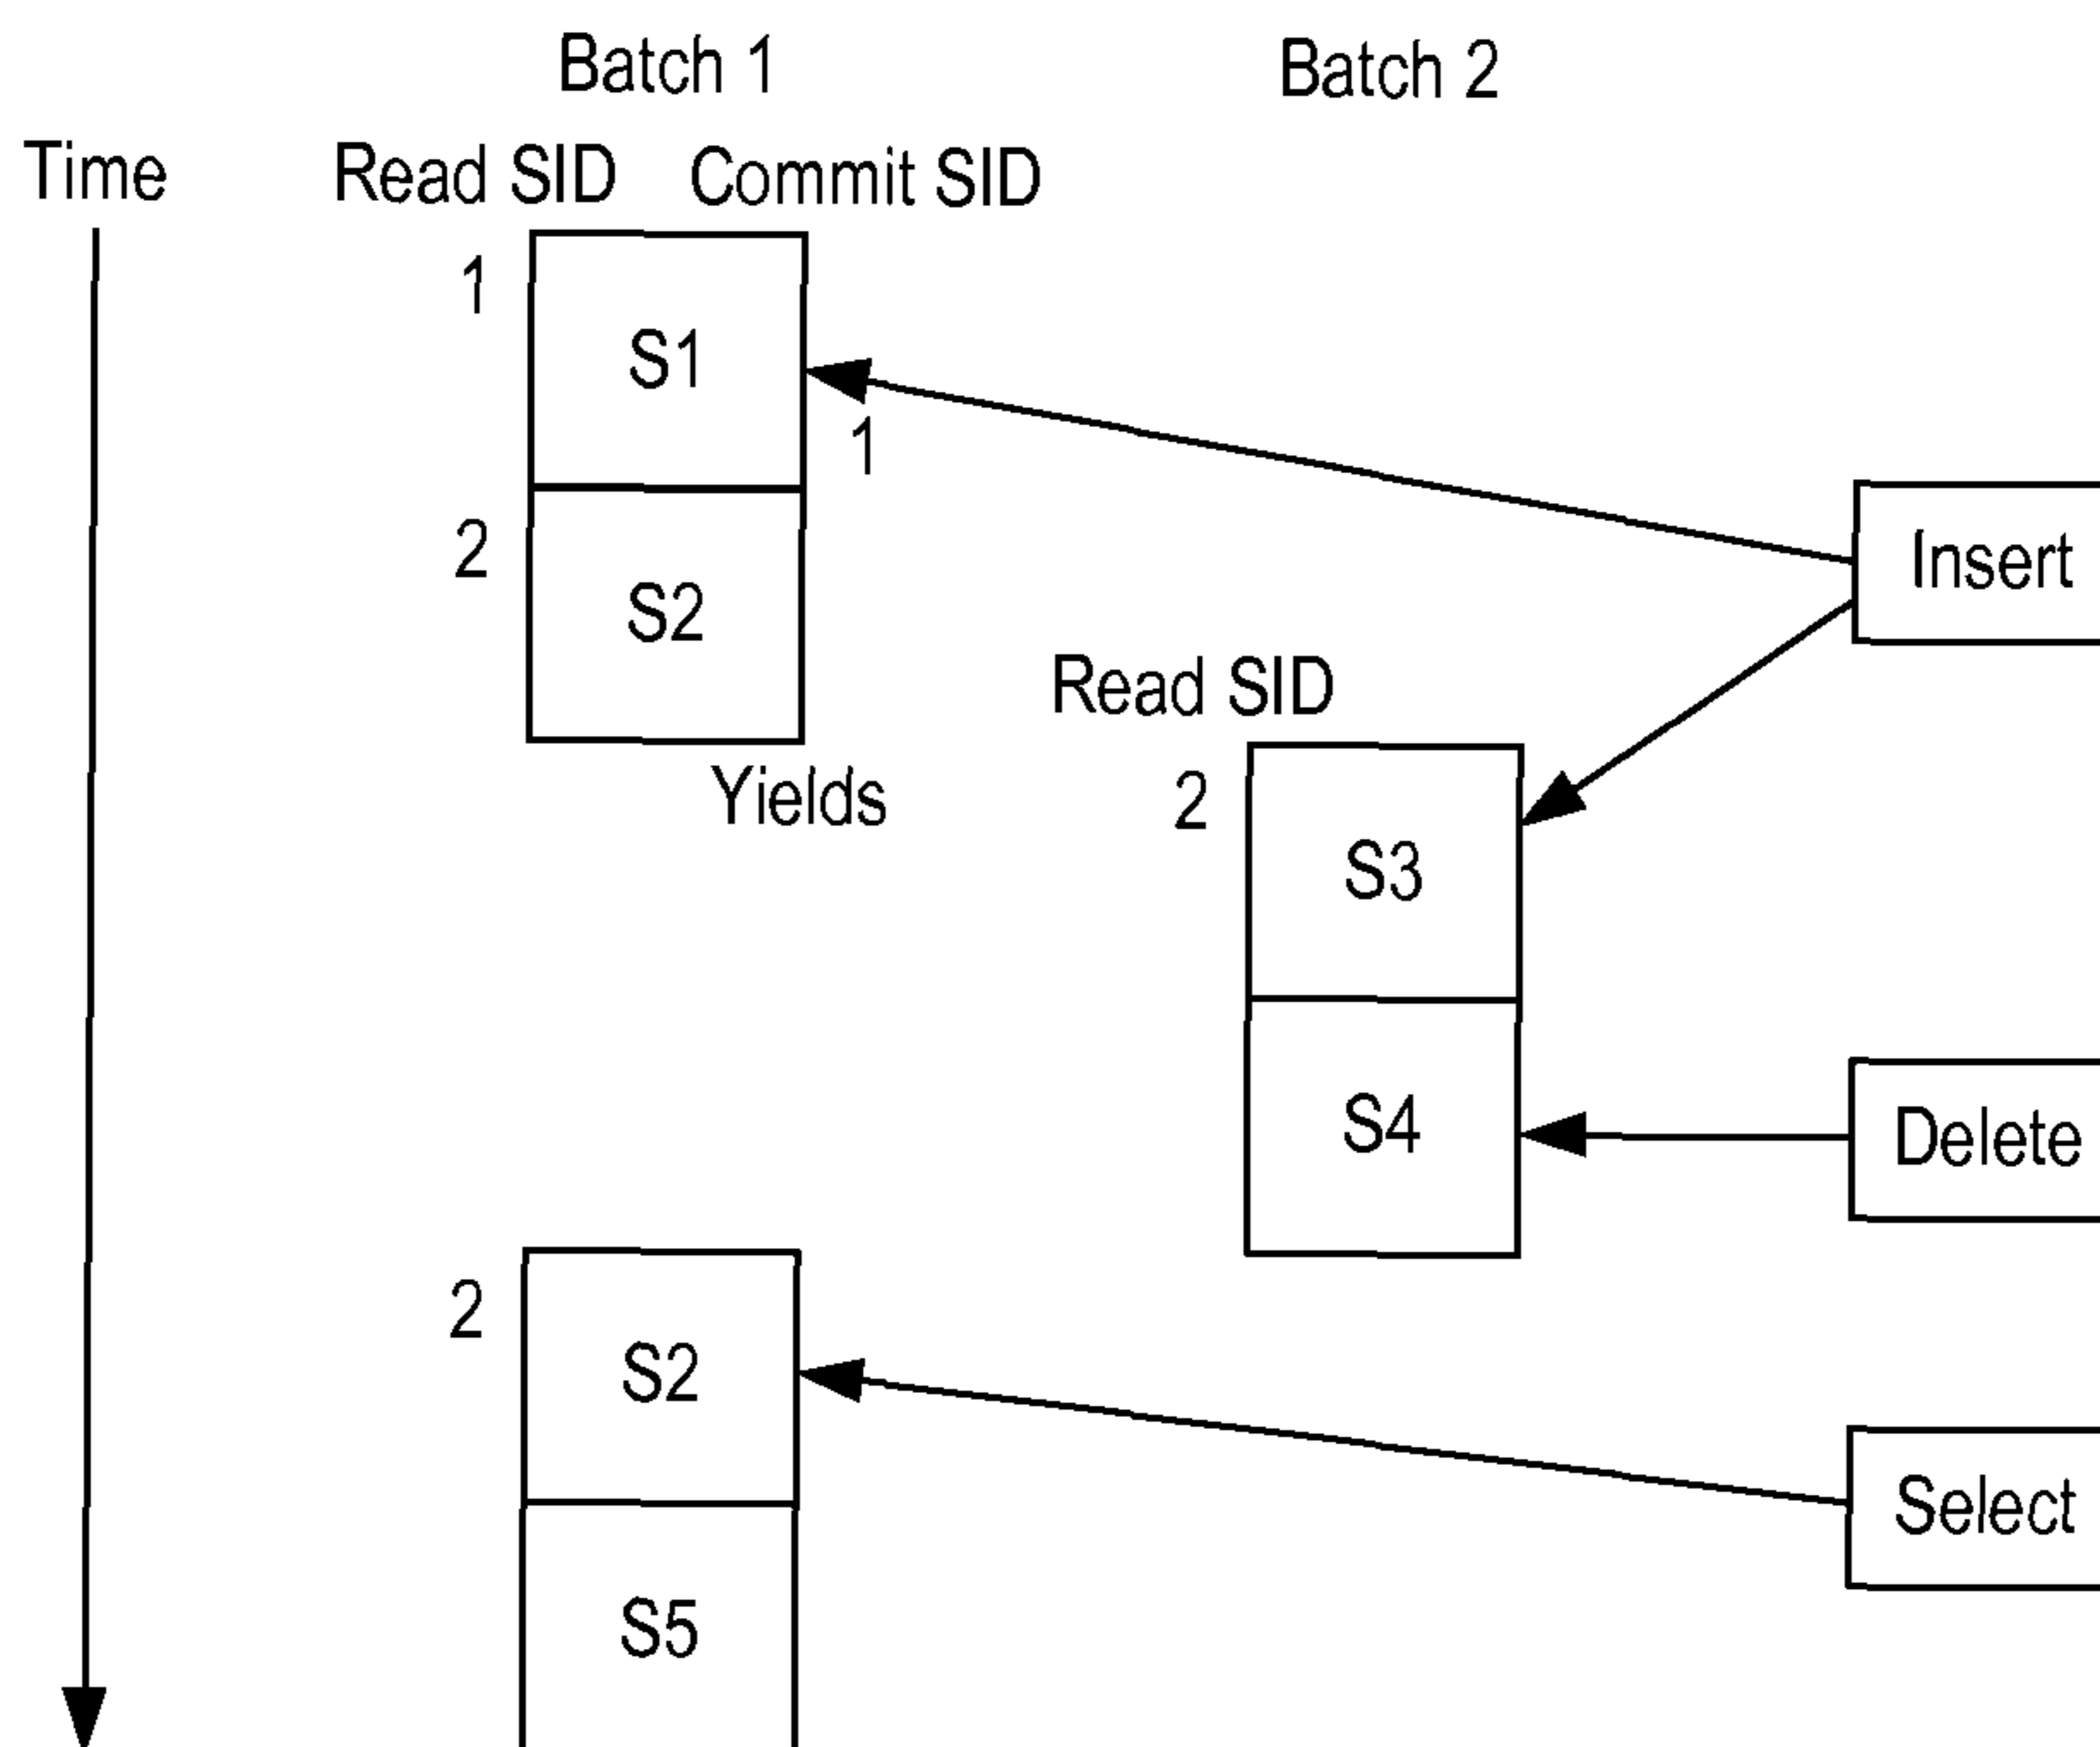 Batch 1
Batch 2
Time
Read SID
Commit SID
1
S1
1
Insert
2
S2
Read SID
Yields
2
S3
S4
Delete
2
S2
Select
S5